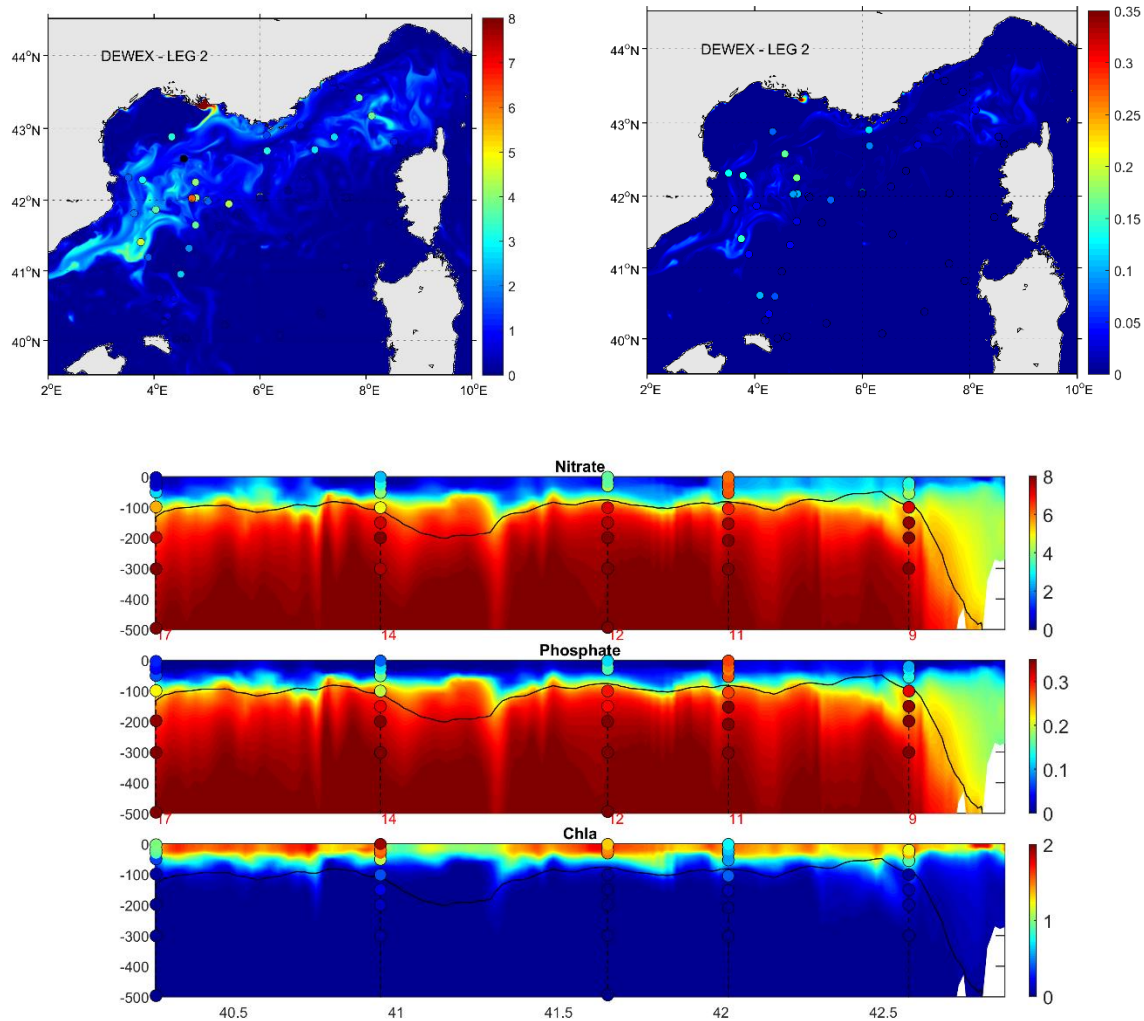 DEWEX - LEG 2
44°N
43°N
42°N
41°N
40°N
2°E 4°E 6°E 8°E 10°E
8
7
6
5
4
3
2
1
0
DEWEX - LEG 2
44°N
43°N
42°N
41°N
40°N
2°E 4°E 6°E 8°E 10°E
0.35
0.3
0.25
0.2
0.15
0.1
0.05
0
Nitrate
0
-100
-200
-300
-400
-500
17 14 12 11 9
8
6
4
2
0
Phosphate
0
-100
-200
-300
-400
-500
17 14 12 11 9
0.3
0.2
0.1
0
Chla
0
-100
-200
-300
-400
-500
40.5 41 41.5 42 42.5
2
1
0